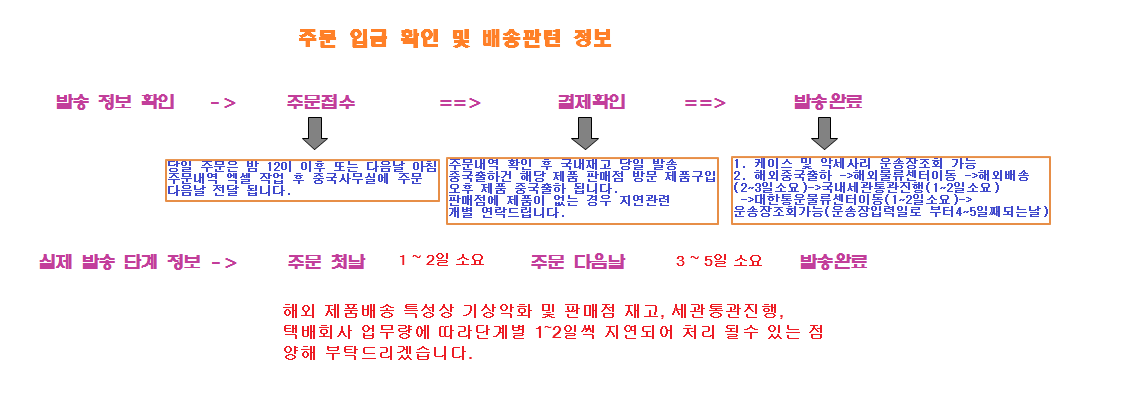 주문 입금 확인 및 배송관련 정보
발송 정보 확인 -> 주문접수 ==> 결제확인 ==> 발송완료
당일 주문은 밤 12이 이후 또는 다음날 아침
주문내역 엑셀 작업 후 중국사무실에 주문
다음날 전달 됩니다.
주문내역 확인 후 국내재고 당일 발송
중국출하건 해당 제품 판매점 방문 제품구입
오후 제품 중국출하 됩니다.
판매점에 제품이 없는 경우 지연관련
개별 연락드립니다.
1. 케이스 및 악세사리 운송장조회 가능
2. 해외중국출하 ->해외물류센터이동 ->해외배송
(2~3일소요)->국내세관통관진행(1~2일소요)
->대한통운물류센터이동(1~2일소요)->
운송장조회가능(운송장입력일로 부터4~5일째되는날)
실제 발송 단계 정보 -> 주문 첫날 1 ~ 2일 소요 주문 다음날 3 ~ 5일 소요 발송완료
해외 제품배송 특성상 기상악화 및 판매점 재고, 세관통관진행,
택배회사 업무량에 따라단계별 1~2일씩 지연되어 처리 될수 있는 점
양해 부탁드리겠습니다.